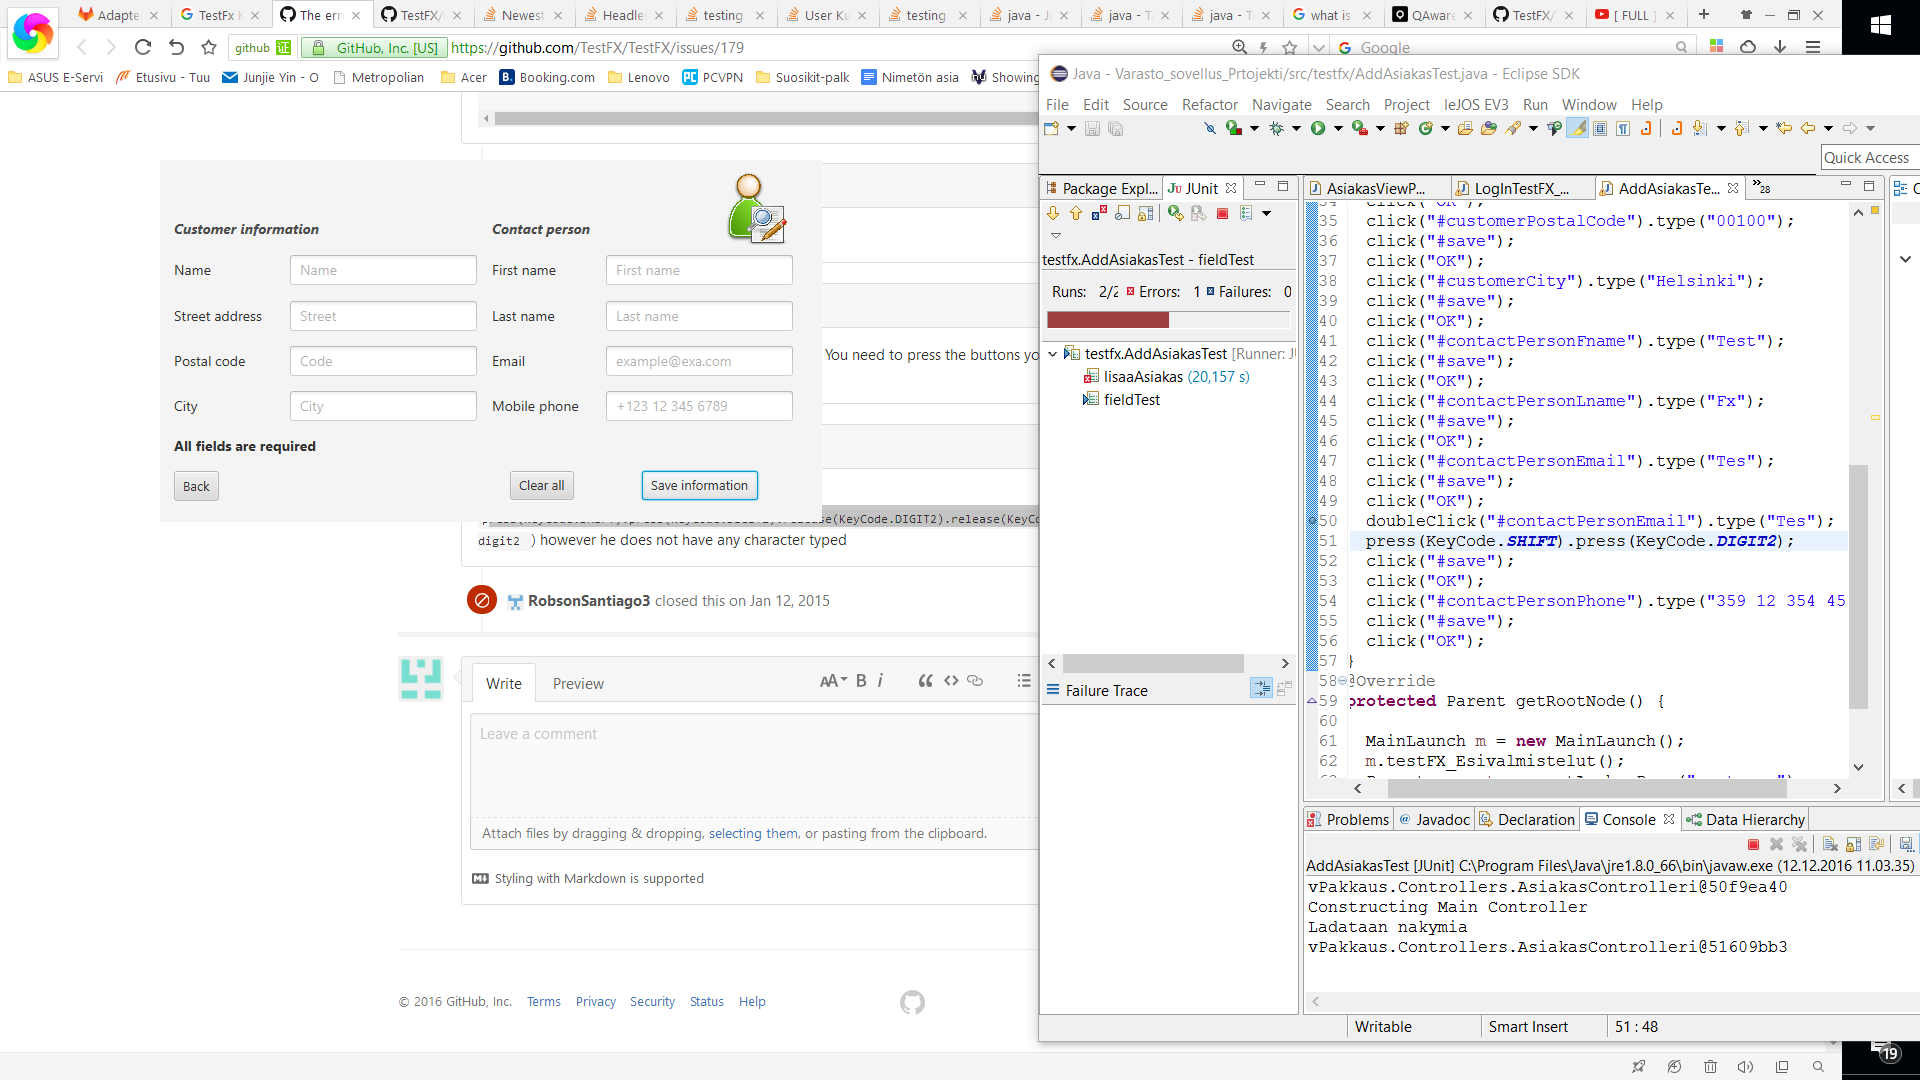 Adapte
TestFx K
The err
TestFX/
Newest
Headle
testing
User Ku
testing
java - J
java - T
java - T
what is
QAware
TestFX/
[ FULL ]
github
GitHub, Inc. [US]
https://github.com/TestFX/TestFX/issues/179
Google
ASUS E-Servi
Etusivu - Tuu
Junjie Yin - O
Metropolian
Acer
Booking.com
Lenovo
PCVPN
Suosikit-palk
Nimetön asia
Showing
Customer information
Contact person
Name
Name
First name
First name
Street address
Street
Last name
Last name
Postal code
Code
Email
example@exa.com
City
City
Mobile phone
+123 12 345 6789
All fields are required
Back
Clear all
Save information
You need to press the buttons yo
(KeyCode.DIGIT2).release(KeyCo
digit2 ) however he does not have any character typed
RobsonSantiago3 closed this on Jan 12, 2015
Write
Preview
AA
B
i
Leave a comment
Attach files by dragging & dropping, selecting them, or pasting from the clipboard.
Styling with Markdown is supported
© 2016 GitHub, Inc.
Terms
Privacy
Security
Status
Help
Java - Varasto_sovellus_Prtojekti/src/testfx/AddAsiakasTest.java - Eclipse SDK
File
Edit
Source
Refactor
Navigate
Search
Project
leJOS EV3
Run
Window
Help
Quick Access
Package Expl...
JUnit
testfx.AddAsiakasTest - fieldTest
Runs: 2/2
Errors: 1
Failures: 0
testfx.AddAsiakasTest [Runner: JU
lisaaAsiakas (20,157 s)
fieldTest
Failure Trace
AsiakasViewP...
LogInTestFX_...
AddAsiakasTe...
28
34 click("OK");
35 click("#customerPostalCode").type("00100");
36 click("#save");
37 click("OK");
38 click("#customerCity").type("Helsinki");
39 click("#save");
40 click("OK");
41 click("#contactPersonFname").type("Test");
42 click("#save");
43 click("OK");
44 click("#contactPersonLname").type("Fx");
45 click("#save");
46 click("OK");
47 click("#contactPersonEmail").type("Tes");
48 click("#save");
49 click("OK");
50 doubleClick("#contactPersonEmail").type("Tes");
51 press(KeyCode.SHIFT).press(KeyCode.DIGIT2);
52 click("#save");
53 click("OK");
54 click("#contactPersonPhone").type("359 12 354 45
55 click("#save");
56 click("OK");
57 }
58 @Override
59 protected Parent getRootNode() {
60
61 MainLaunch m = new MainLaunch();
62 m.testFX_Esivalmistelut();
Problems
@ Javadoc
Declaration
Console
Data Hierarchy
AddAsiakasTest [JUnit] C:\Program Files\Java\jre1.8.0_66\bin\javaw.exe (12.12.2016 11.03.35)
vPakkaus.Controllers.AsiakasControlleri@50f9ea40
Constructing Main Controller
Ladataan nakymia
vPakkaus.Controllers.AsiakasControlleri@51609bb3
Writable
Smart Insert
51 : 48
19